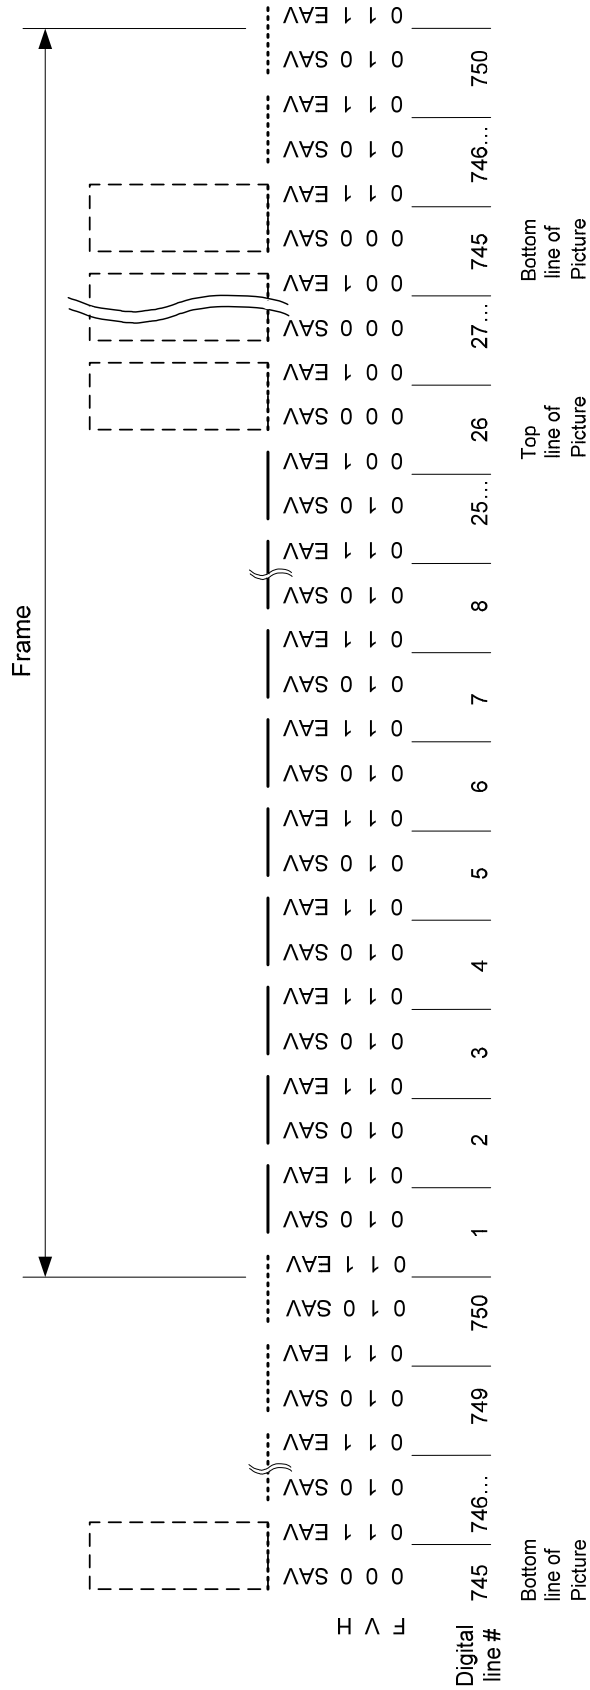 Frame
F V H
0 0 0 SAV
0 1 1 EAV
0 1 0 SAV
0 1 1 EAV
0 1 0 SAV
0 1 1 EAV
0 1 0 SAV
0 1 1 EAV
0 1 0 SAV
0 1 1 EAV
0 1 0 SAV
0 1 1 EAV
0 1 0 SAV
0 1 1 EAV
0 1 0 SAV
0 1 1 EAV
0 1 0 SAV
0 1 1 EAV
0 1 0 SAV
0 1 1 EAV
0 1 0 SAV
0 1 1 EAV
0 1 0 SAV
0 1 1 EAV
0 1 0 SAV
0 0 1 EAV
0 0 0 SAV
0 0 1 EAV
0 0 0 SAV
0 0 1 EAV
0 0 0 SAV
0 1 1 EAV
0 1 0 SAV
0 1 1 EAV
0 1 0 SAV
0 1 1 EAV
Digital
line #
745 746... 749 750 1 2 3 4 5 6 7 8 25... 26 27... 745 746... 750
Bottom
line of
Picture
Top
line of
Picture
Bottom
line of
Picture